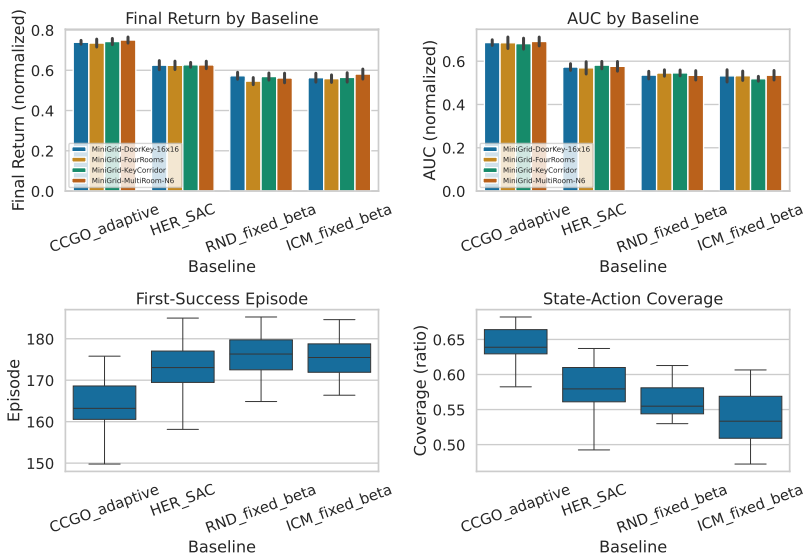 Final Return by Baseline
Final Return (normalized)
0.8
0.6
0.4
0.2
0.0
MiniGrid-DoorKey-16x16
MiniGrid-FourRooms
MiniGrid-KeyCorridor
MiniGrid-MultiRoom-N6
CCGO_adaptive
HER_SAC
RND_fixed_beta
ICM_fixed_beta
Baseline
AUC by Baseline
AUC (normalized)
0.6
0.4
0.2
0.0
MiniGrid-DoorKey-16x16
MiniGrid-FourRooms
MiniGrid-KeyCorridor
MiniGrid-MultiRoom-N6
CCGO_adaptive
HER_SAC
RND_fixed_beta
ICM_fixed_beta
Baseline
First-Success Episode
Episode
180
170
160
150
CCGO_adaptive
HER_SAC
RND_fixed_beta
ICM_fixed_beta
Baseline
State-Action Coverage
Coverage (ratio)
0.65
0.60
0.55
0.50
CCGO_adaptive
HER_SAC
RND_fixed_beta
ICM_fixed_beta
Baseline